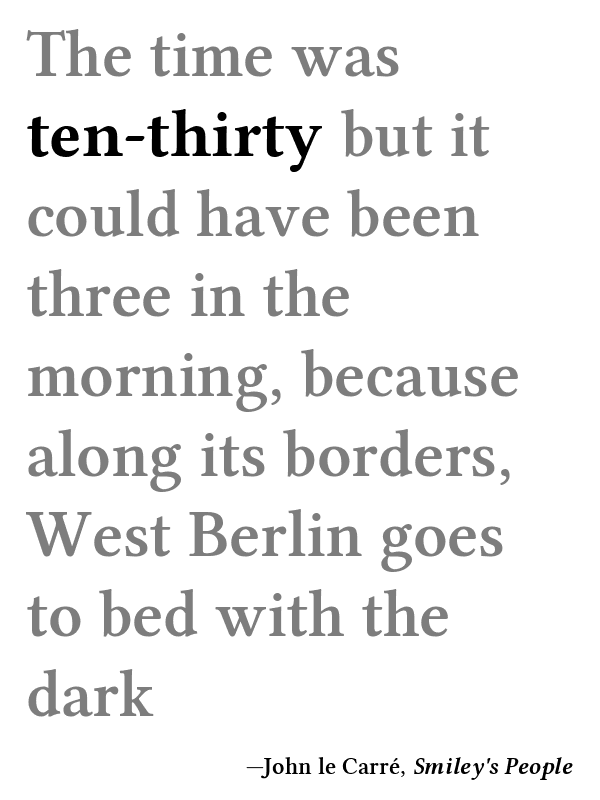 The time was
ten-thirty but it
could have been
three in the
morning, because
along its borders,
West Berlin goes
to bed with the
dark
—John le Carré, Smiley's People